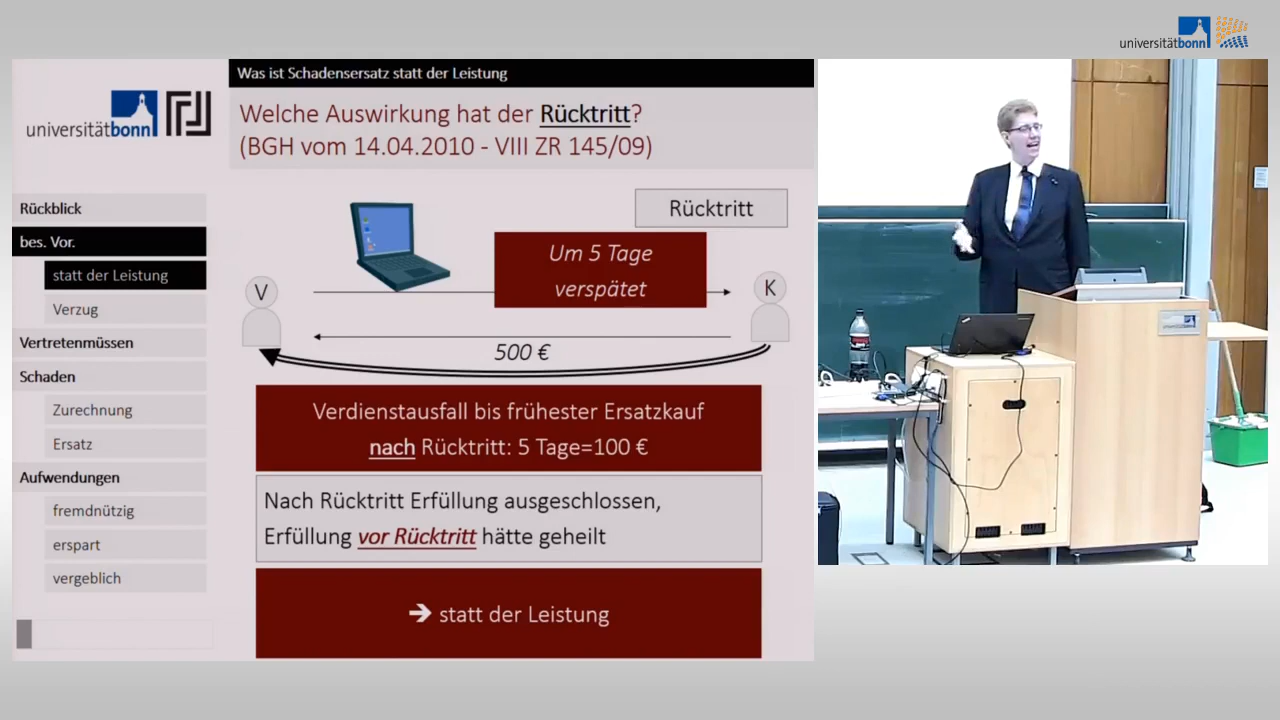 universitätbonn
Was ist Schadensersatz statt der Leistung
universitätbonn
Welche Auswirkung hat der Rücktritt?
(BGH vom 14.04.2010 - VIII ZR 145/09)
Rückblick
bes. Vor.
statt der Leistung
Verzug
Vertretenmüssen
Schaden
Zurechnung
Ersatz
Aufwendungen
fremdnützig
erspart
vergeblich
Rücktritt
Um 5 Tage
verspätet
V
K
500 €
Verdienstausfall bis frühester Ersatzkauf
nach Rücktritt: 5 Tage=100 €
Nach Rücktritt Erfüllung ausgeschlossen,
Erfüllung vor Rücktritt hätte geheilt
➔ statt der Leistung